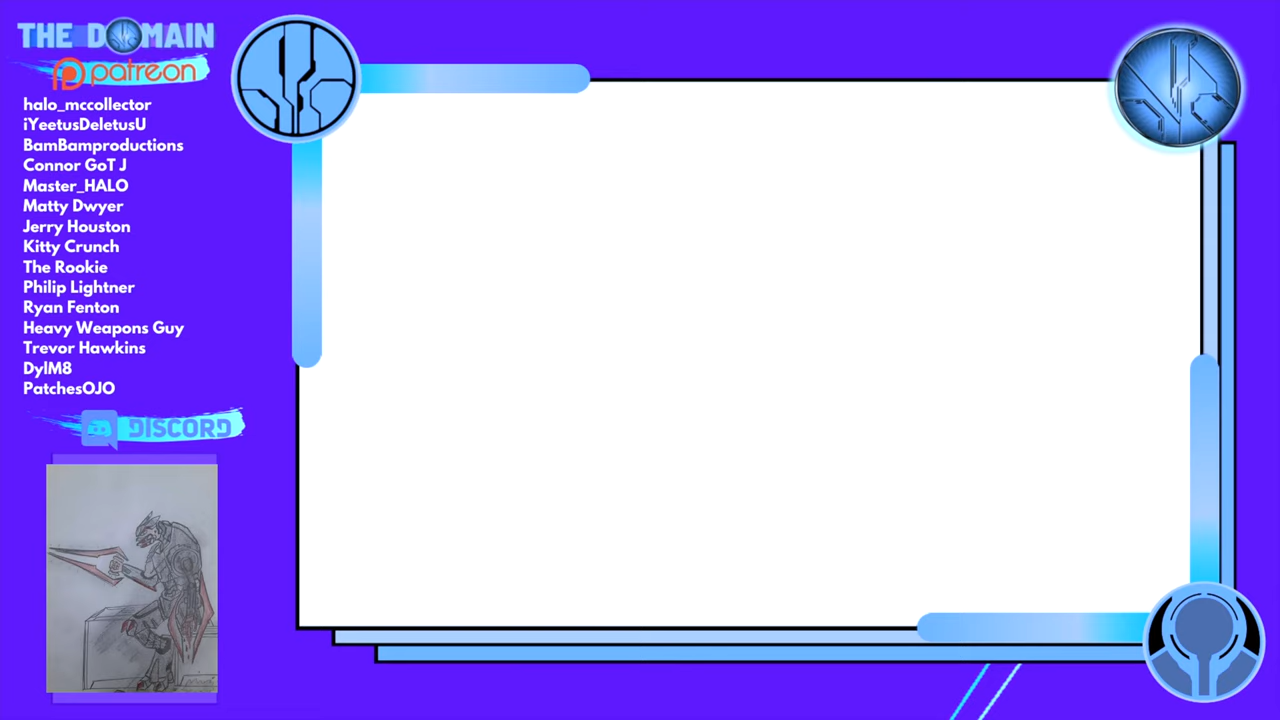 THE DOMAIN
patreon
halo_mccollector
iYeetusDeletusU
BamBamproductions
Connor GoT J
Master_HALO
Matty Dwyer
Jerry Houston
Kitty Crunch
The Rookie
Philip Lightner
Ryan Fenton
Heavy Weapons Guy
Trevor Hawkins
DylM8
PatchesOJO
DISCORD